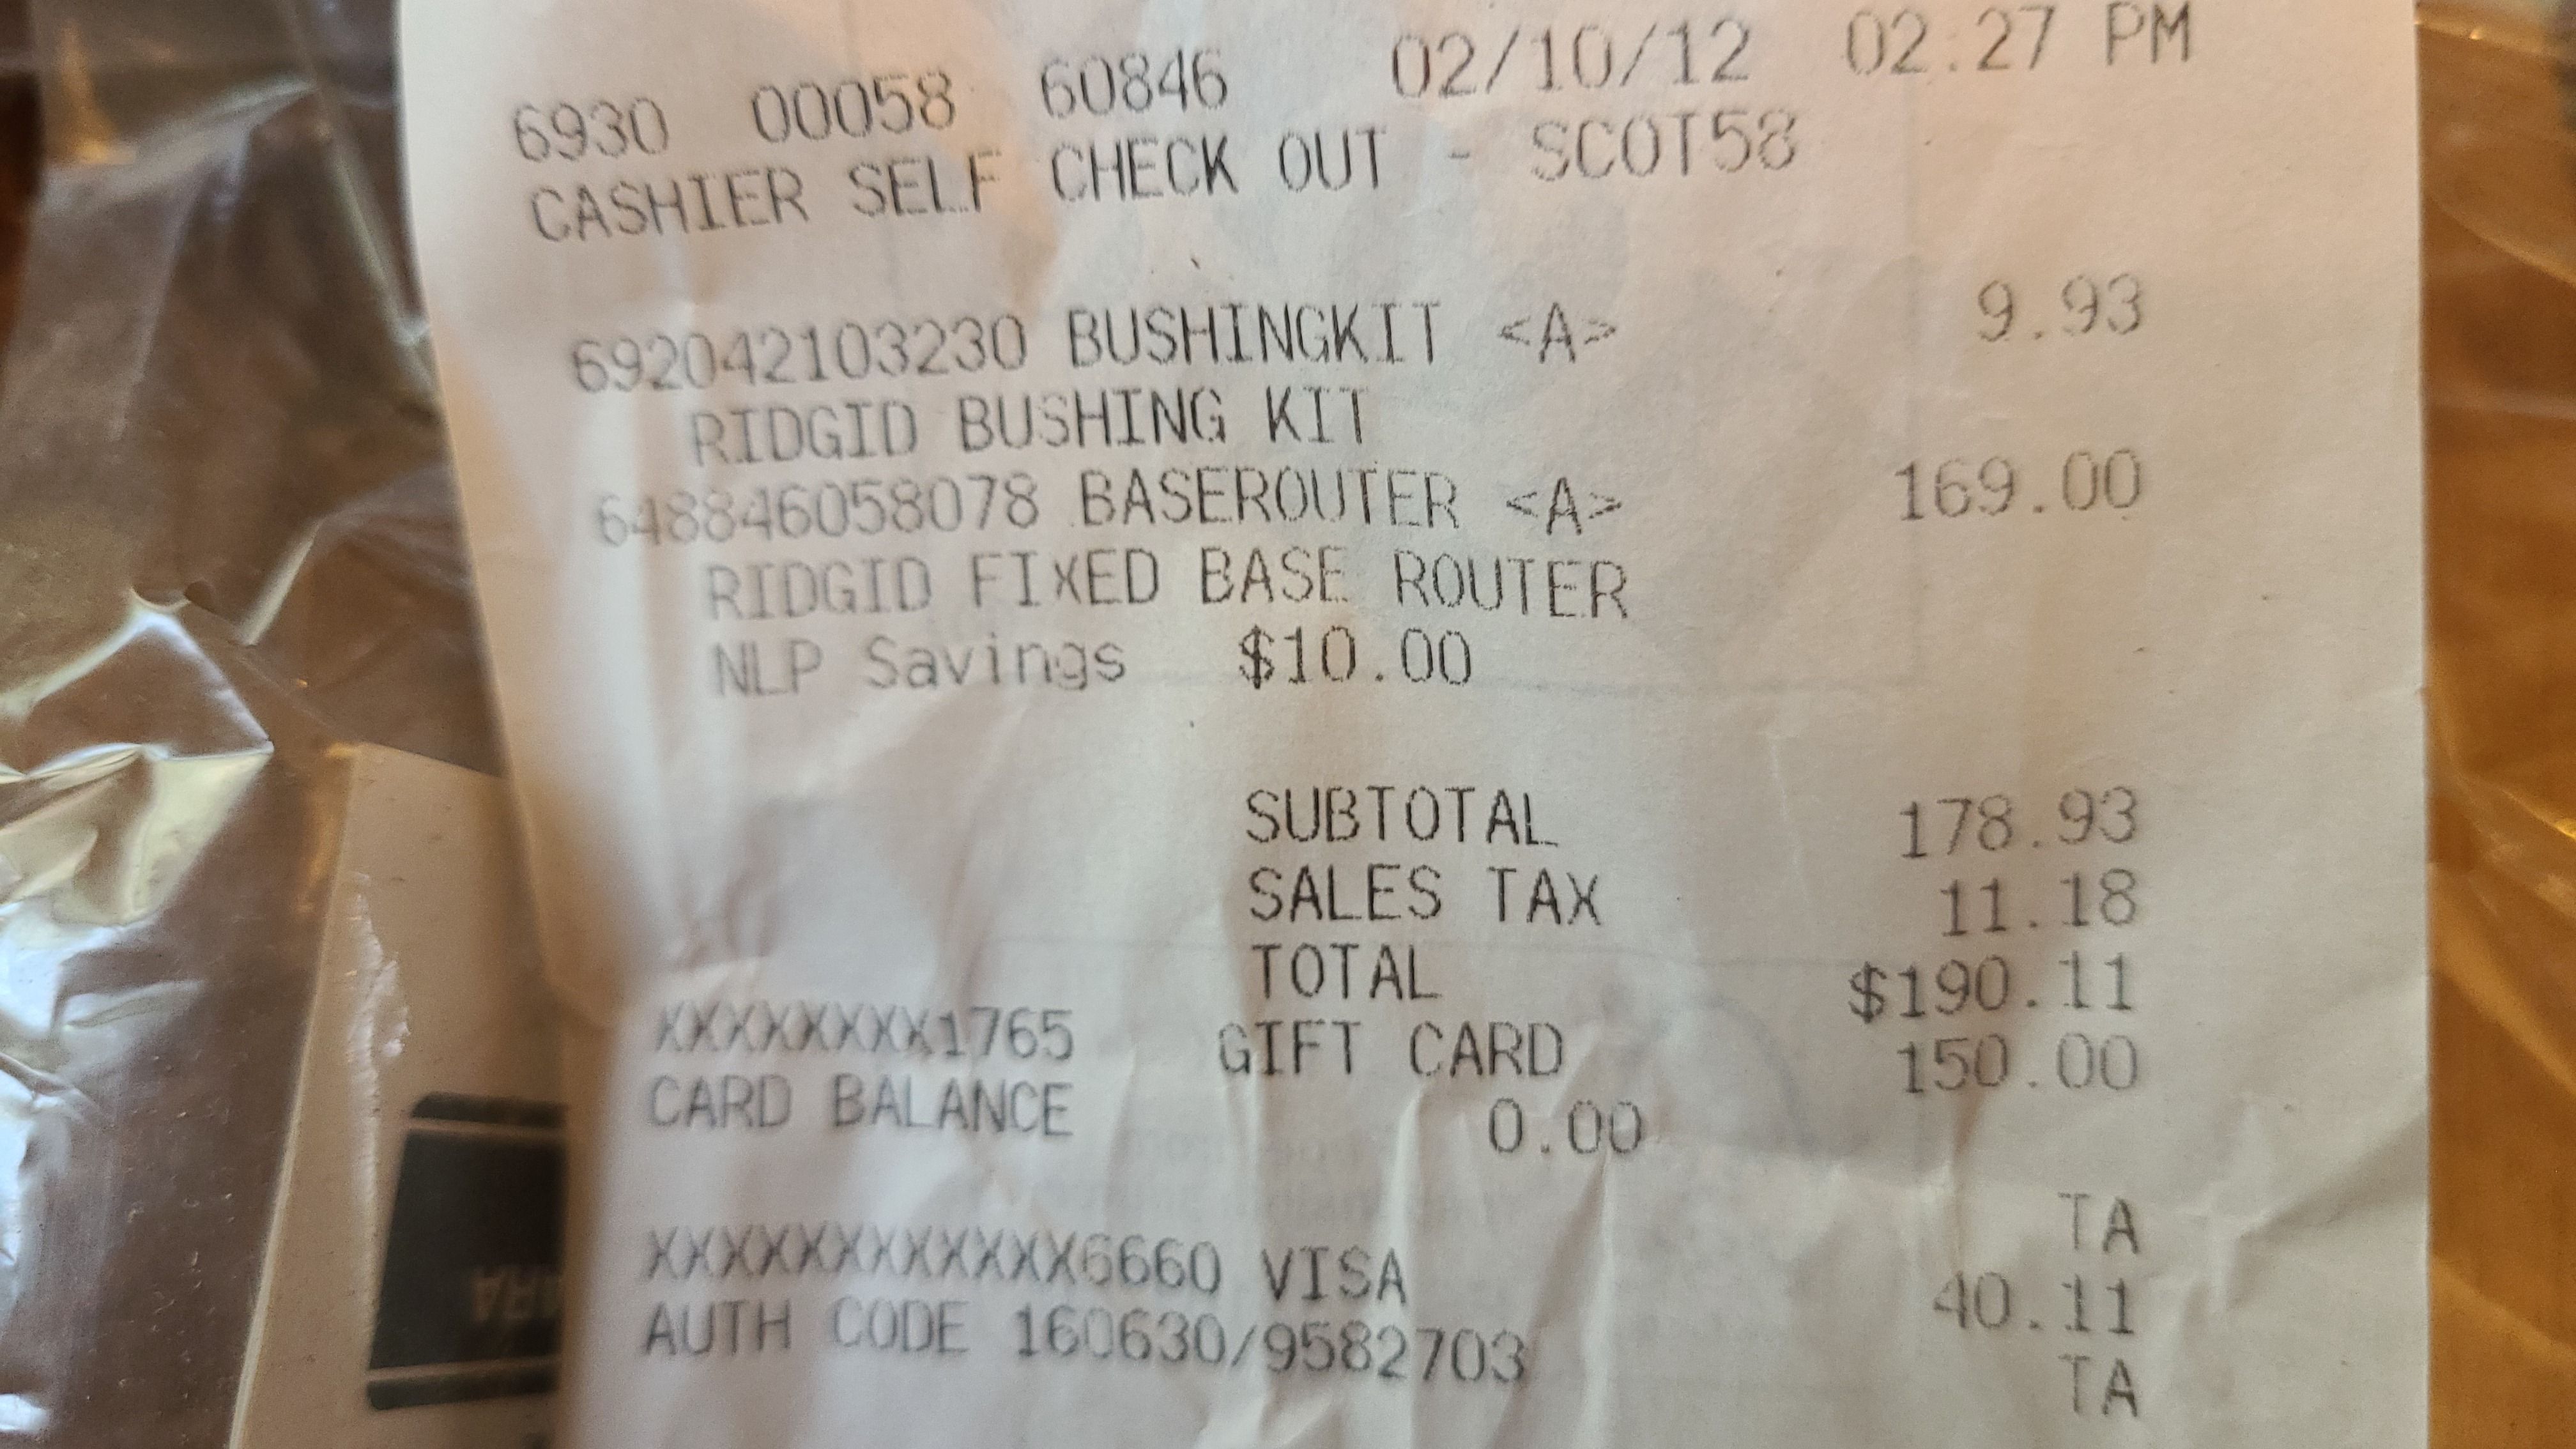 6930 00058 60846 02/10/12 02:27 PM
CASHIER SELF CHECK OUT - SCOT58
692042103230 BUSHINGKIT <A> 9.93
RIDGID BUSHING KIT
648846058078 BASEROUTER <A> 169.00
RIDGID FIXED BASE ROUTER
NLP Savings $10.00
SUBTOTAL 178.93
SALES TAX 11.18
TOTAL $190.11
XXXXXXXX1765 GIFT CARD 150.00
CARD BALANCE 0.00
TA
XXXXXXXXXXXX6660 VISA 40.11
AUTH CODE 160630/9582703 TA